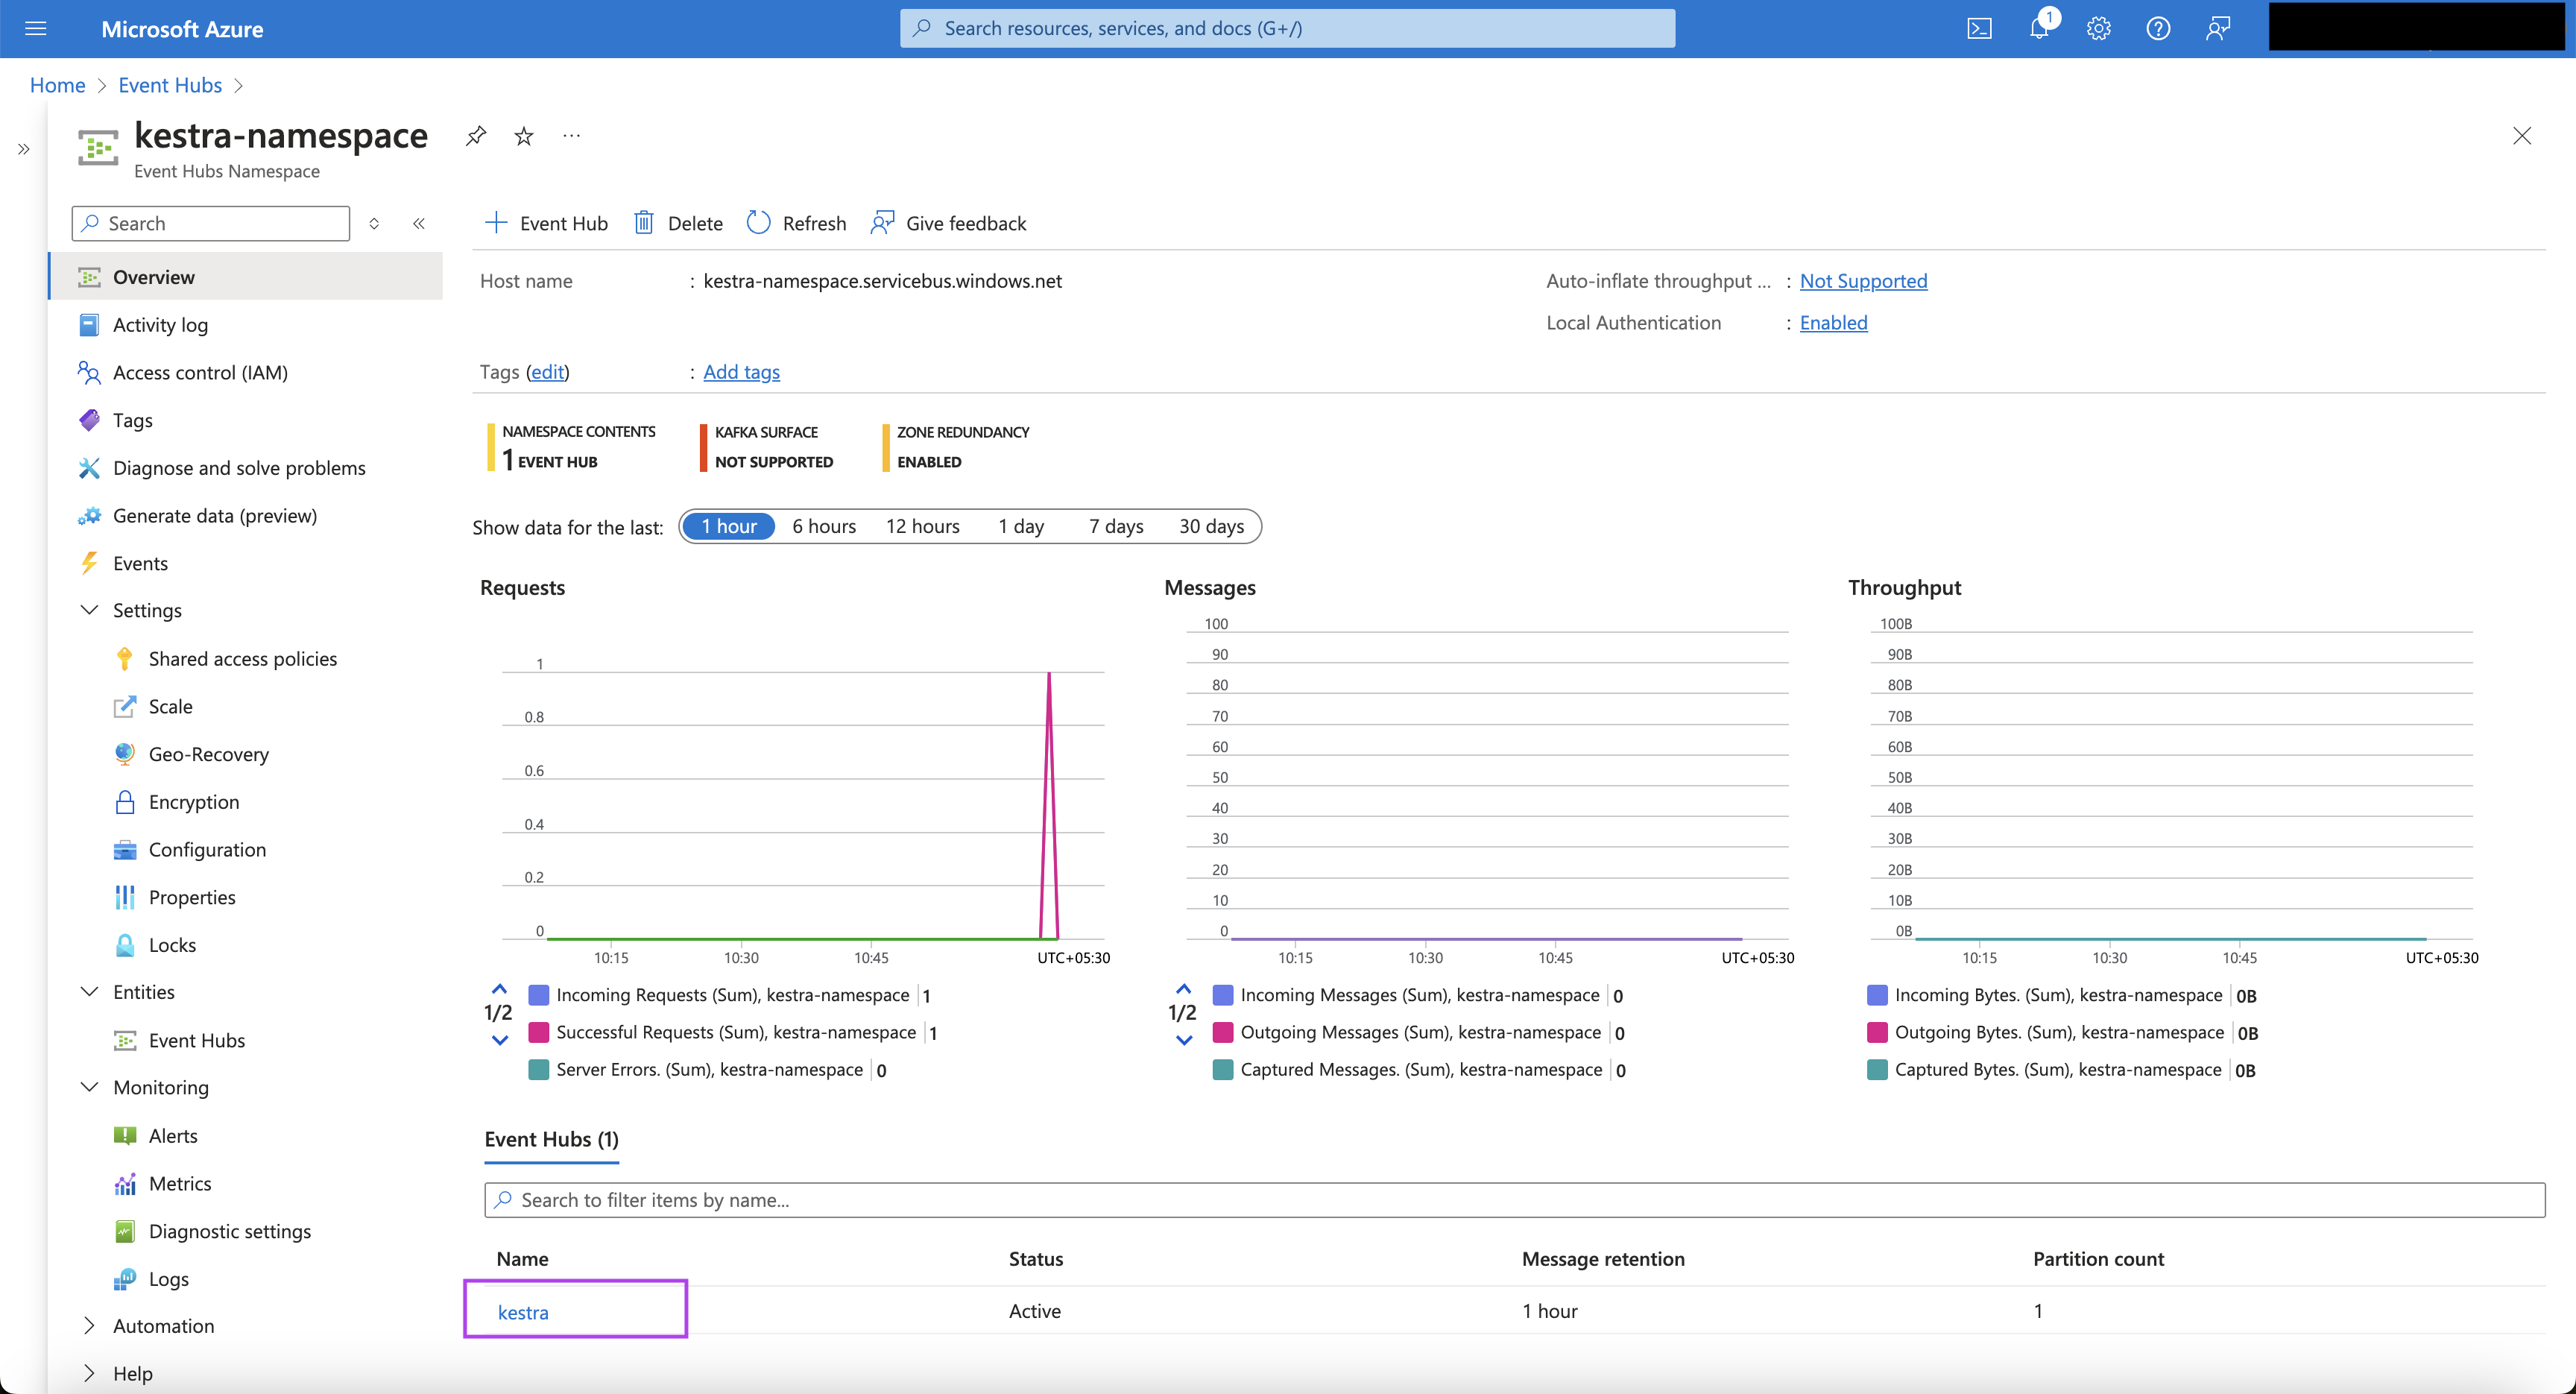 Microsoft Azure
Search resources, services, and docs (G+/)
1
Home > Event Hubs >
kestra-namespace
Event Hubs Namespace
Search
+ Event Hub Delete Refresh Give feedback
Overview
Activity log
Access control (IAM)
Tags
Diagnose and solve problems
Generate data (preview)
Events
Settings
Shared access policies
Scale
Geo-Recovery
Encryption
Configuration
Properties
Locks
Entities
Event Hubs
Monitoring
Alerts
Metrics
Diagnostic settings
Logs
Automation
Help
Host name : kestra-namespace.servicebus.windows.net
Auto-inflate throughput ... : Not Supported
Local Authentication : Enabled
Tags (edit) : Add tags
NAMESPACE CONTENTS
1 EVENT HUB
KAFKA SURFACE
NOT SUPPORTED
ZONE REDUNDANCY
ENABLED
Show data for the last: 1 hour 6 hours 12 hours 1 day 7 days 30 days
Requests
1
0.8
0.6
0.4
0.2
0
10:15 10:30 10:45 UTC+05:30
1/2
Incoming Requests (Sum), kestra-namespace | 1
Successful Requests (Sum), kestra-namespace | 1
Server Errors. (Sum), kestra-namespace | 0
Messages
100
90
80
70
60
50
40
30
20
10
0
10:15 10:30 10:45 UTC+05:30
1/2
Incoming Messages (Sum), kestra-namespace | 0
Outgoing Messages (Sum), kestra-namespace | 0
Captured Messages. (Sum), kestra-namespace | 0
Throughput
100B
90B
80B
70B
60B
50B
40B
30B
20B
10B
0B
10:15 10:30 10:45 UTC+05:30
Incoming Bytes. (Sum), kestra-namespace | 0B
Outgoing Bytes. (Sum), kestra-namespace | 0B
Captured Bytes. (Sum), kestra-namespace | 0B
Event Hubs (1)
Search to filter items by name...
Name Status Message retention Partition count
kestra Active 1 hour 1